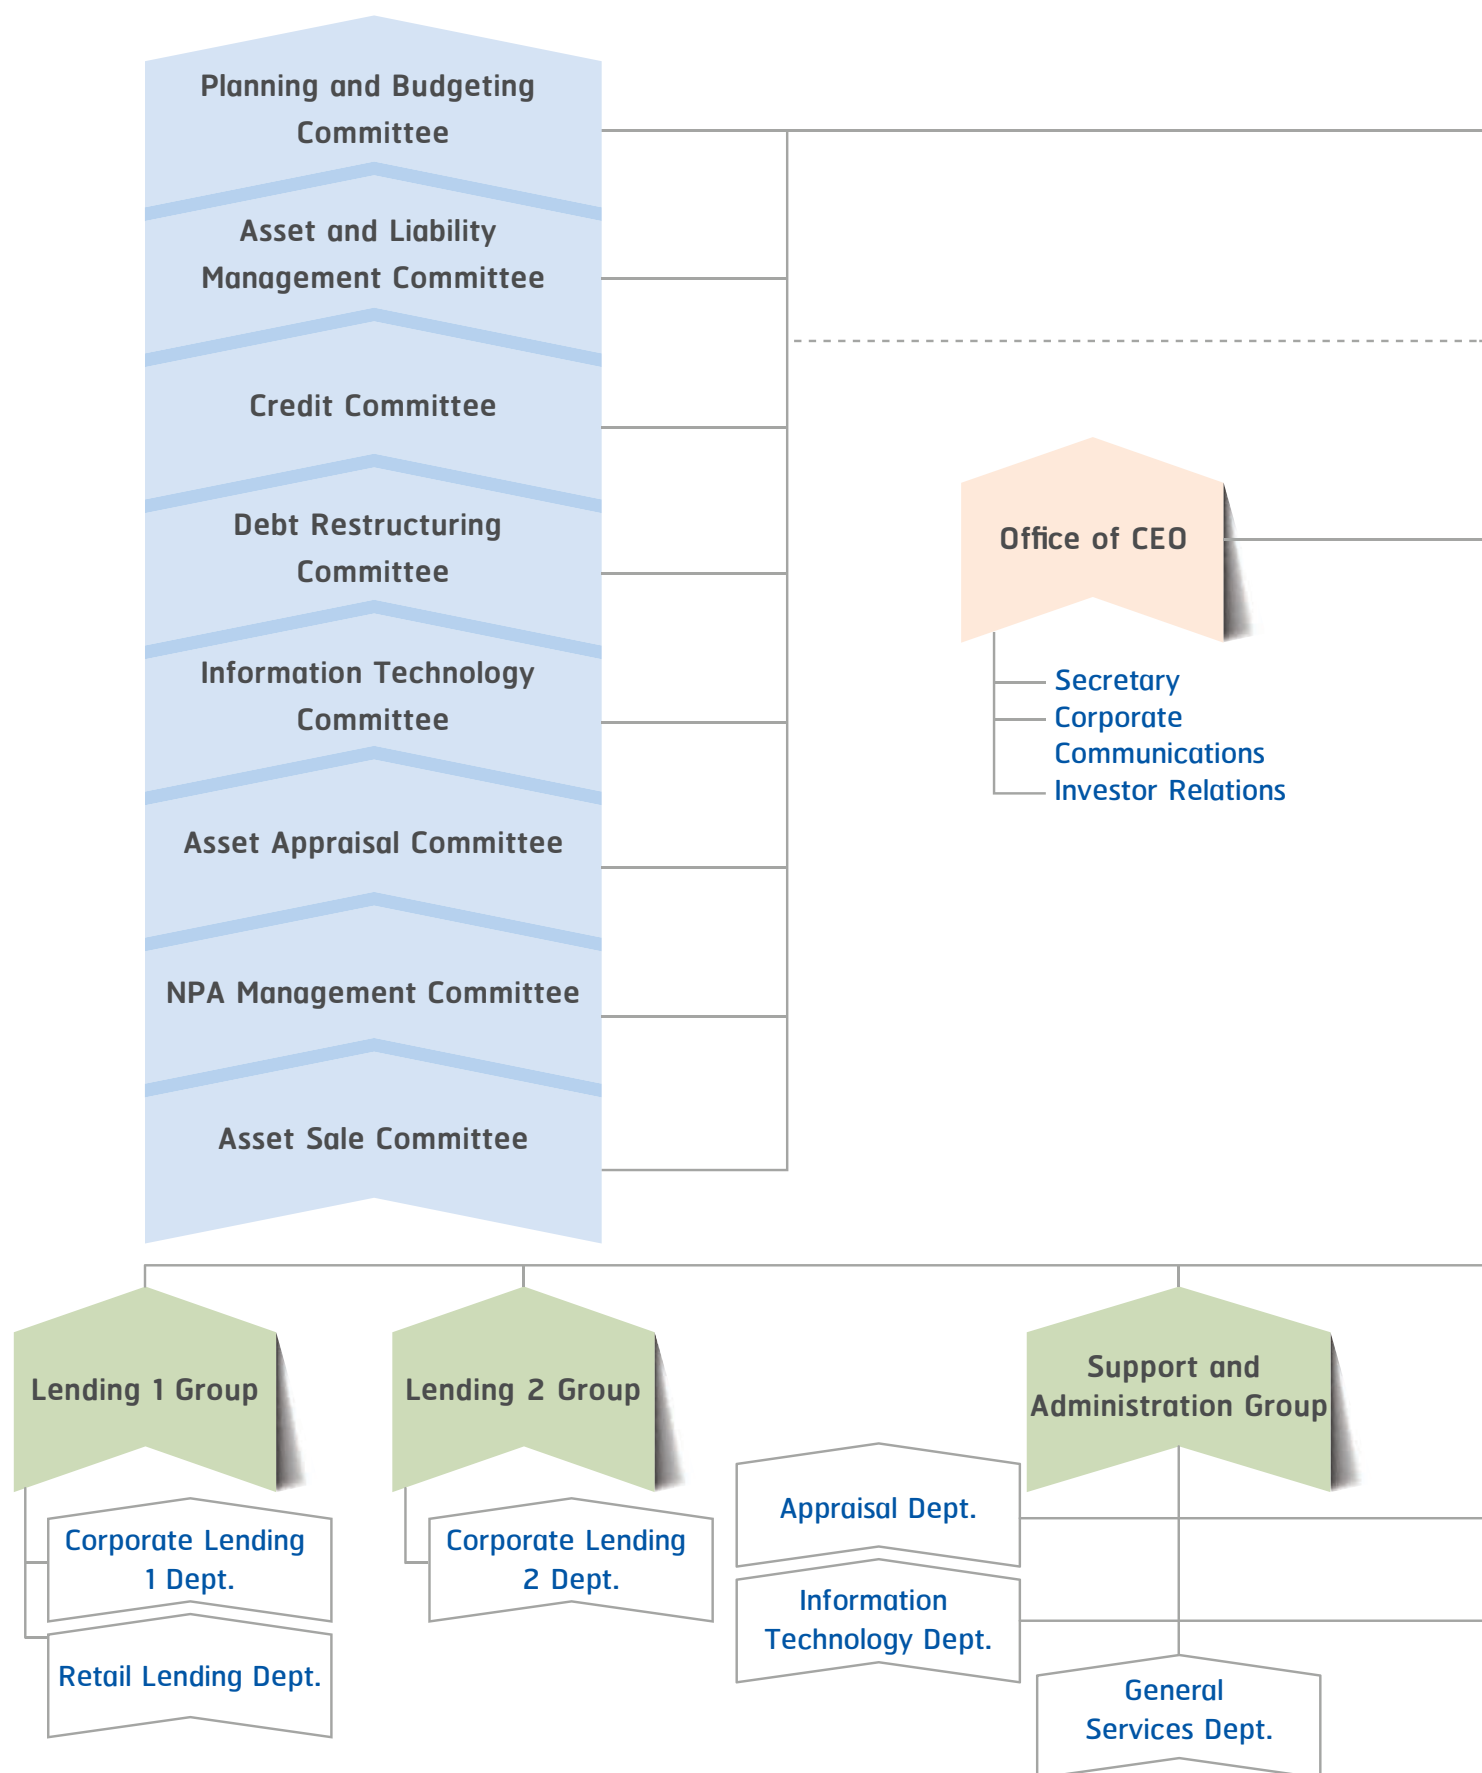 Planning and Budgeting
Committee
Asset and Liability
Management Committee
Credit Committee
Debt Restructuring
Committee
Information Technology
Committee
Asset Appraisal Committee
NPA Management Committee
Asset Sale Committee
Office of CEO
Secretary
Corporate
Communications
Investor Relations
Lending 1 Group
Corporate Lending
1 Dept.
Retail Lending Dept.
Lending 2 Group
Corporate Lending
2 Dept.
Support and
Administration Group
Appraisal Dept.
Information
Technology Dept.
General
Services Dept.